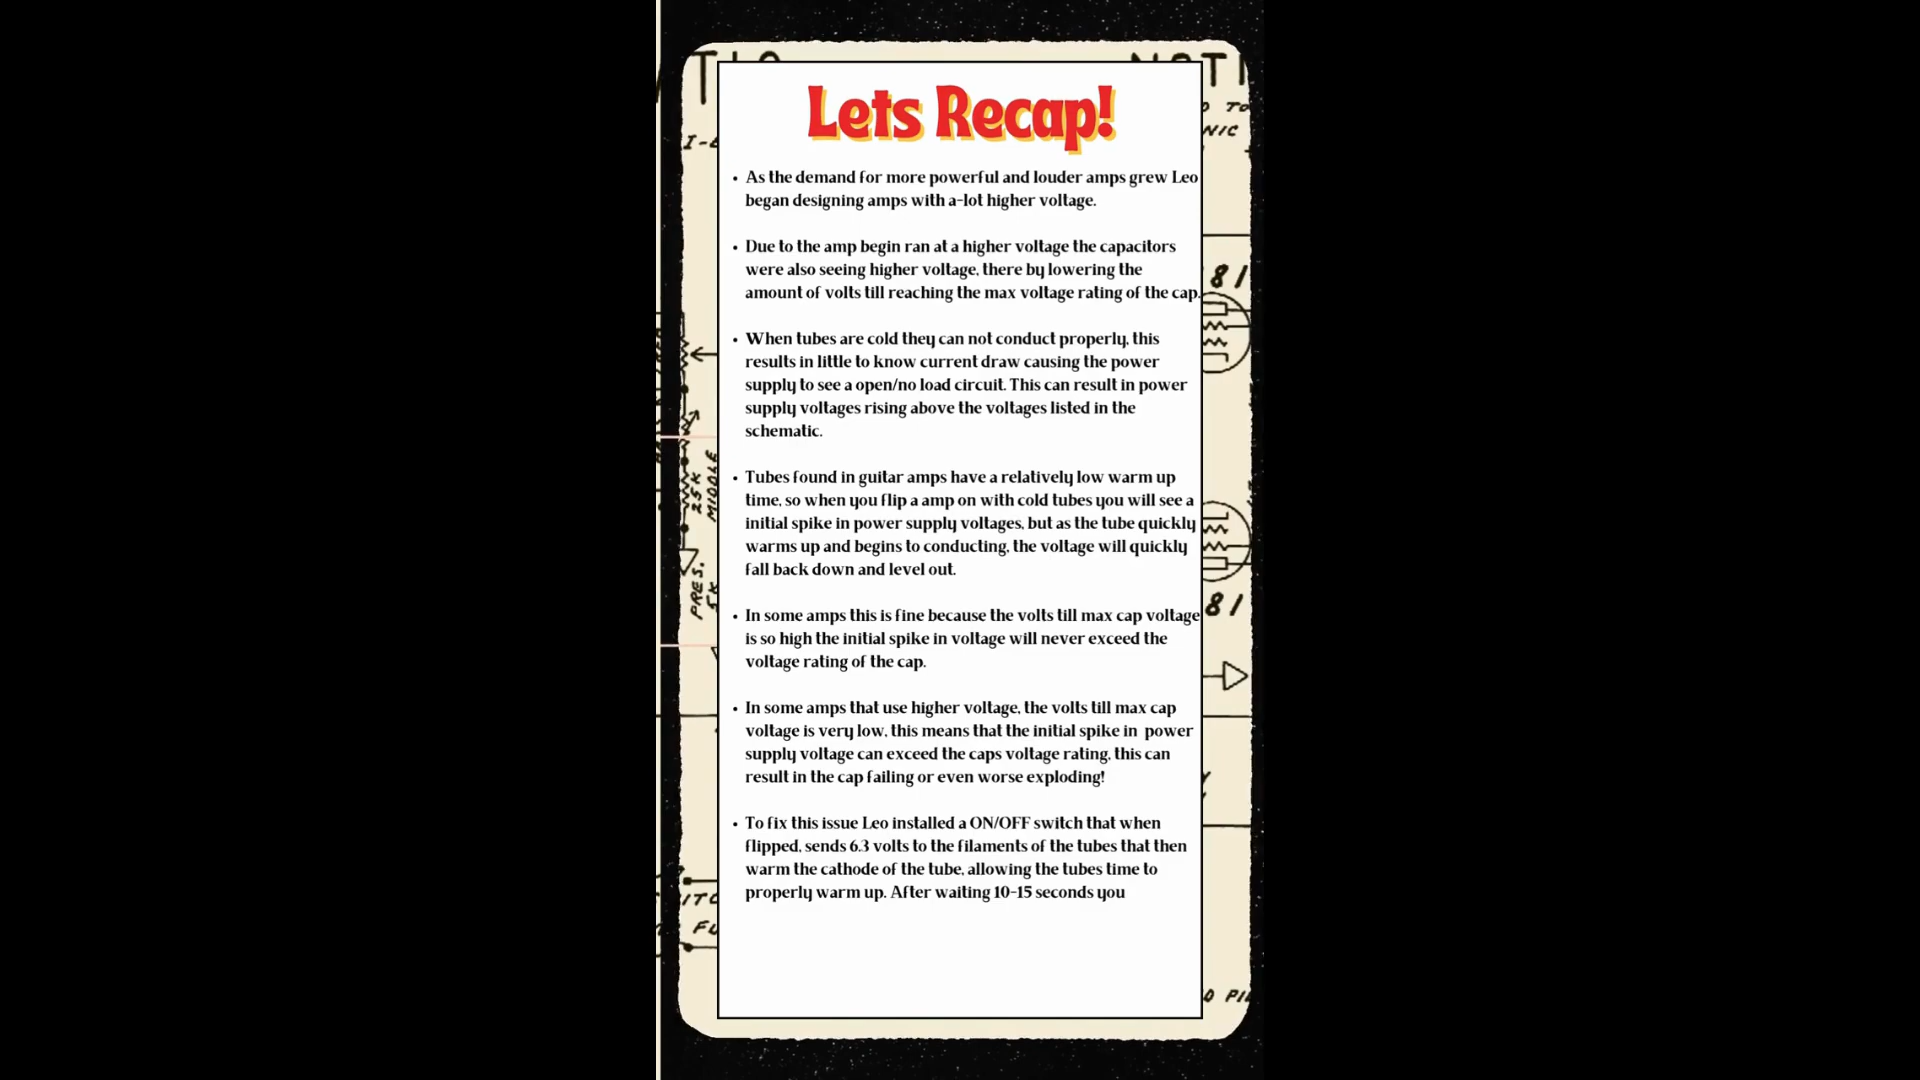 Lets Recap!
• As the demand for more powerful and louder amps grew Leo
began designing amps with a-lot higher voltage.
• Due to the amp begin ran at a higher voltage the capacitors
were also seeing higher voltage, there by lowering the
amount of volts till reaching the max voltage rating of the cap.
• When tubes are cold they can not conduct properly, this
results in little to know current draw causing the power
supply to see a open/no load circuit. This can result in power
supply voltages rising above the voltages listed in the
schematic.
• Tubes found in guitar amps have a relatively low warm up
time, so when you flip a amp on with cold tubes you will see a
initial spike in power supply voltages, but as the tube quickly
warms up and begins to conducting, the voltage will quickly
fall back down and level out.
• In some amps this is fine because the volts till max cap voltage
is so high the initial spike in voltage will never exceed the
voltage rating of the cap.
• In some amps that use higher voltage, the volts till max cap
voltage is very low, this means that the initial spike in power
supply voltage can exceed the caps voltage rating, this can
result in the cap failing or even worse exploding!
• To fix this issue Leo installed a ON/OFF switch that when
flipped, sends 6.3 volts to the filaments of the tubes that then
warm the cathode of the tube, allowing the tubes time to
properly warm up. After waiting 10-15 seconds you
25K
MIDDLE
PRES.
5K
81
81